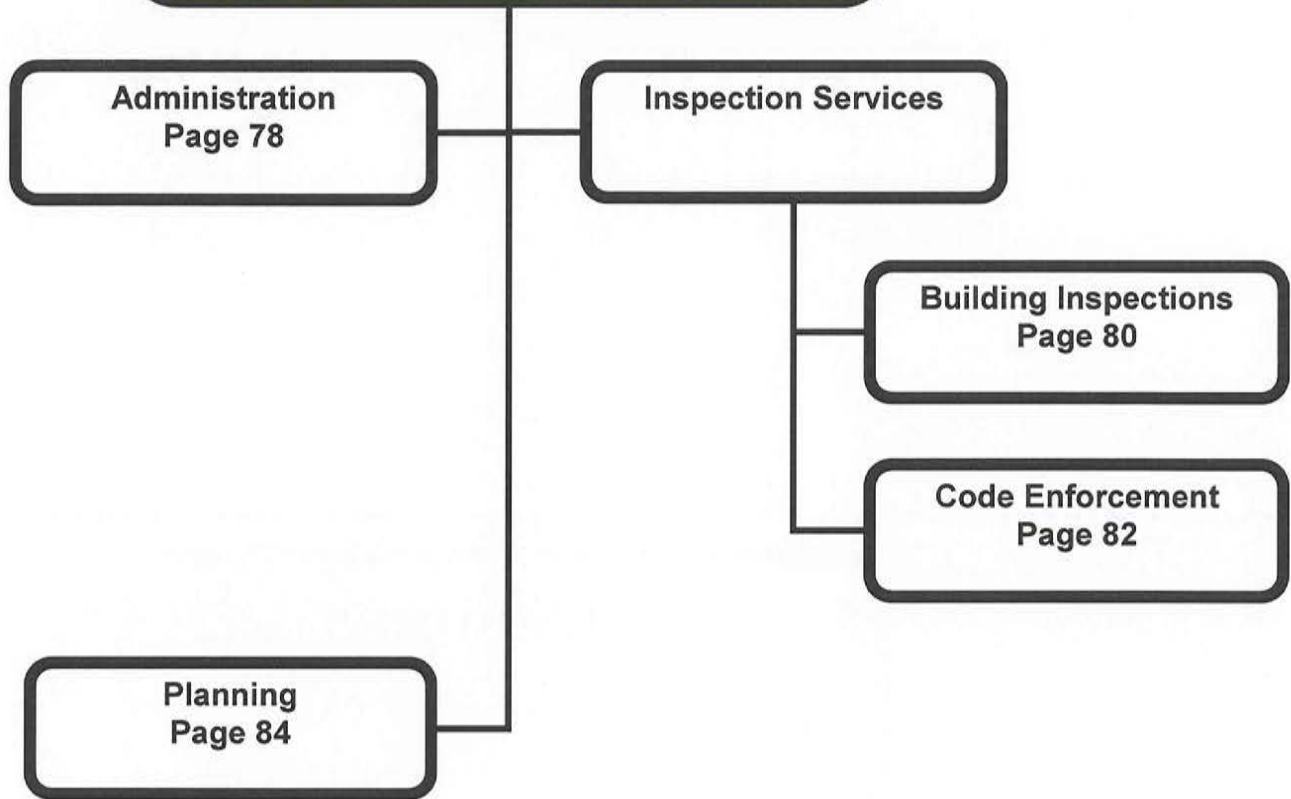 Administration
Page 78
Inspection Services
Building Inspections
Page 80
Code Enforcement
Page 82
Planning
Page 84